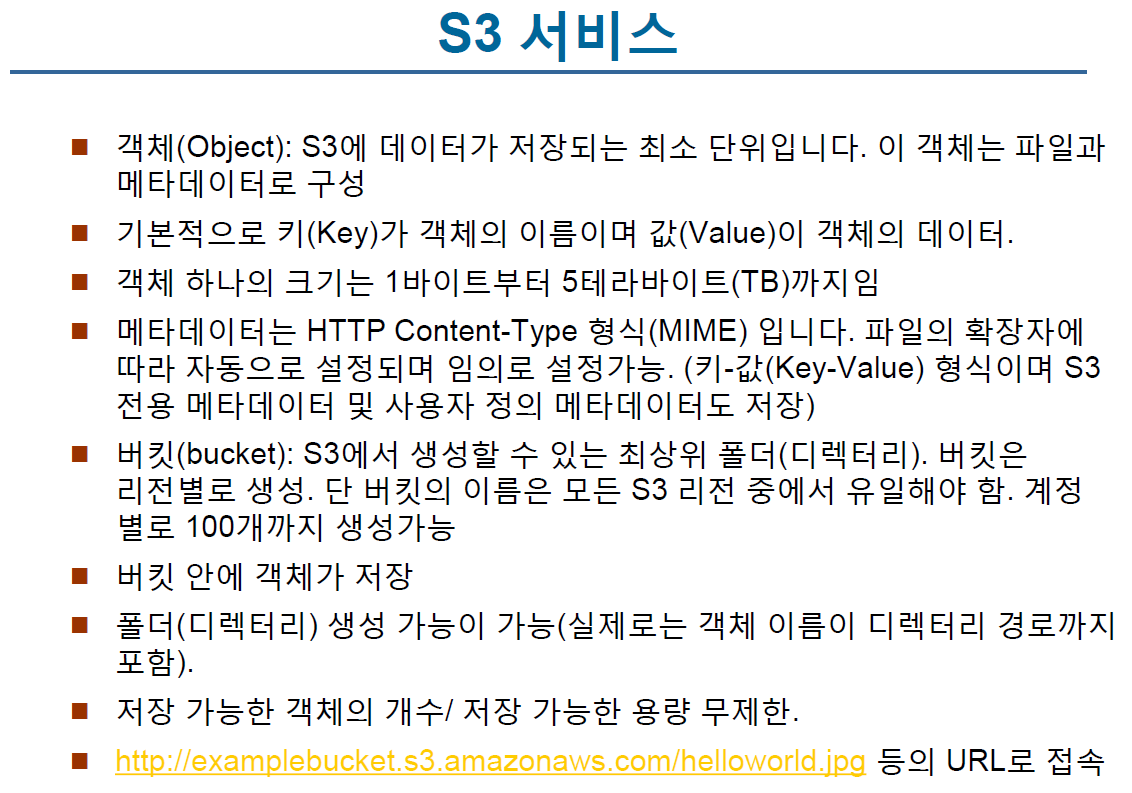 S3 서비스
객체(Object): S3에 데이터가 저장되는 최소 단위입니다. 이 객체는 파일과
메타데이터로 구성
기본적으로 키(Key)가 객체의 이름이며 값(Value)이 객체의 데이터.
객체 하나의 크기는 1바이트부터 5테라바이트(TB)까지임
메타데이터는 HTTP Content-Type 형식(MIME) 입니다. 파일의 확장자에
따라 자동으로 설정되며 임의로 설정가능. (키-값(Key-Value) 형식이며 S3
전용 메타데이터 및 사용자 정의 메타데이터도 저장)
버킷(bucket): S3에서 생성할 수 있는 최상위 폴더(디렉터리). 버킷은
리전별로 생성. 단 버킷의 이름은 모든 S3 리전 중에서 유일해야 함. 계정
별로 100개까지 생성가능
버킷 안에 객체가 저장
폴더(디렉터리) 생성 가능이 가능(실제로는 객체 이름이 디렉터리 경로까지
포함).
저장 가능한 객체의 개수/ 저장 가능한 용량 무제한.
http://examplebucket.s3.amazonaws.com/helloworld.jpg 등의 URL로 접속